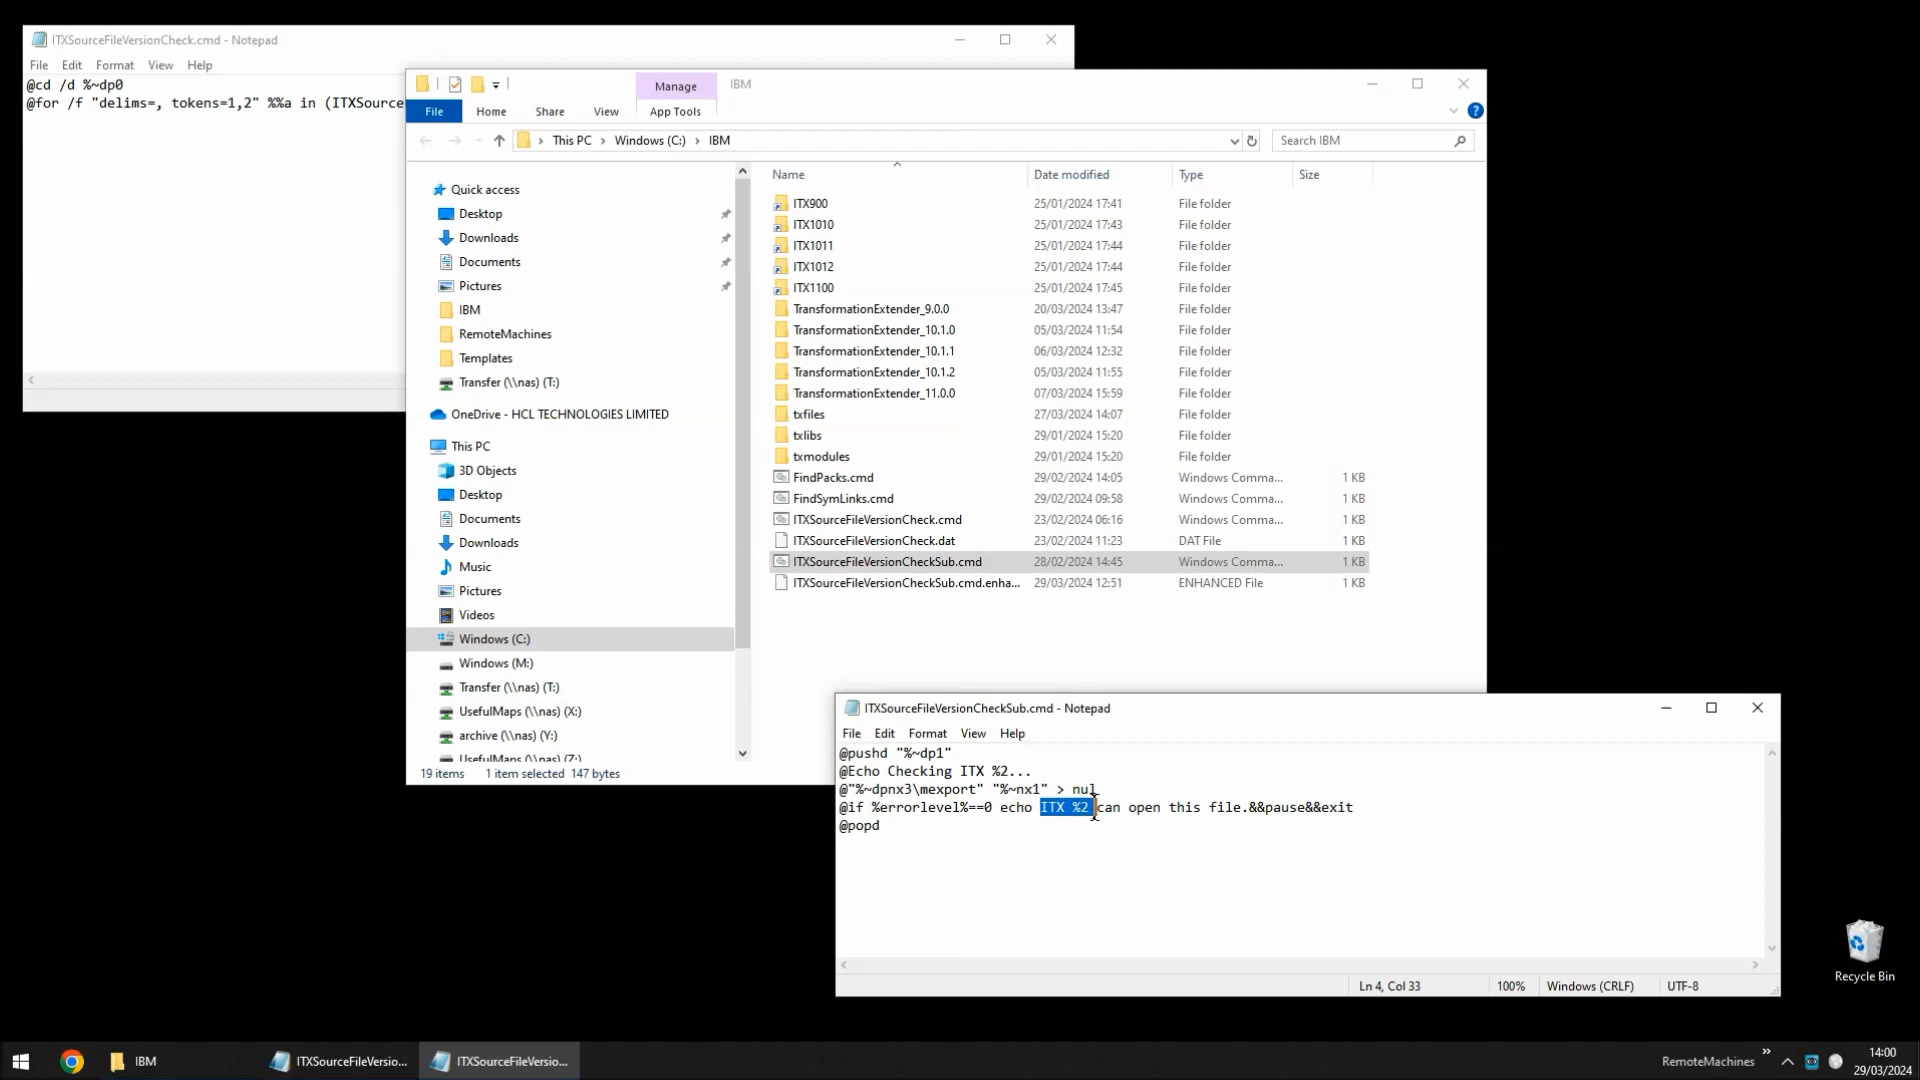 ITXSourceFileVersionCheck.cmd - Notepad
File Edit Format View Help
@cd /d %~dp0
@for /f "delims=, tokens=1,2" %%a in (ITXSource
Manage
IBM
File Home Share View App Tools
This PC Windows (C:) IBM
Search IBM
Quick access
Desktop
Downloads
Documents
Pictures
IBM
RemoteMachines
Templates
Transfer (\\nas) (T:)
OneDrive - HCL TECHNOLOGIES LIMITED
This PC
3D Objects
Desktop
Documents
Downloads
Music
Pictures
Videos
Windows (C:)
Windows (M:)
Transfer (\\nas) (T:)
UsefulMaps (\\nas) (X:)
archive (\\nas) (Y:)
UsefulMaps (\\nas) (Z:)
Name Date modified Type Size
ITX900 25/01/2024 17:41 File folder
ITX1010 25/01/2024 17:43 File folder
ITX1011 25/01/2024 17:44 File folder
ITX1012 25/01/2024 17:44 File folder
ITX1100 25/01/2024 17:45 File folder
TransformationExtender_9.0.0 20/03/2024 13:47 File folder
TransformationExtender_10.1.0 05/03/2024 11:54 File folder
TransformationExtender_10.1.1 06/03/2024 12:32 File folder
TransformationExtender_10.1.2 05/03/2024 11:55 File folder
TransformationExtender_11.0.0 07/03/2024 15:59 File folder
txfiles 27/03/2024 14:07 File folder
txlibs 29/01/2024 15:20 File folder
txmodules 29/01/2024 15:20 File folder
FindPacks.cmd 29/02/2024 14:05 Windows Comma... 1 KB
FindSymLinks.cmd 29/02/2024 09:58 Windows Comma... 1 KB
ITXSourceFileVersionCheck.cmd 23/02/2024 06:16 Windows Comma... 1 KB
ITXSourceFileVersionCheck.dat 23/02/2024 11:23 DAT File 1 KB
ITXSourceFileVersionCheckSub.cmd 28/02/2024 14:45 Windows Comma... 1 KB
ITXSourceFileVersionCheckSub.cmd.enha... 29/03/2024 12:51 ENHANCED File 1 KB
19 items 1 item selected 147 bytes
ITXSourceFileVersionCheckSub.cmd - Notepad
File Edit Format View Help
@pushd "%~dp1"
@Echo Checking ITX %2...
@"%~dpnx3\mexport" "%~nx1" > nul
@if %errorlevel%==0 echo ITX %2 can open this file.&&pause&&exit
@popd
Ln 4, Col 33 100% Windows (CRLF) UTF-8
Recycle Bin
IBM
ITXSourceFileVersio...
ITXSourceFileVersio...
RemoteMachines
14:00
29/03/2024